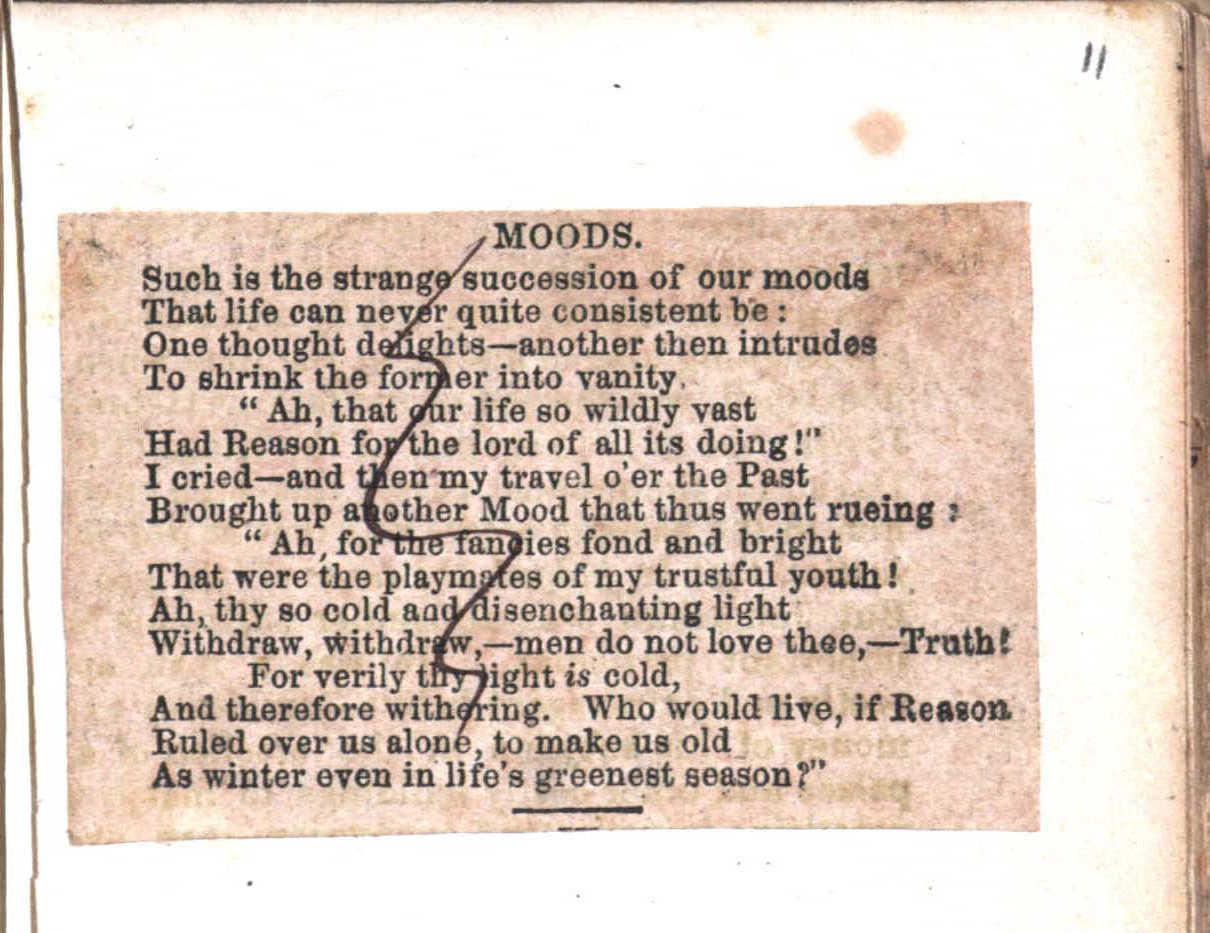 11
MOODS.
Such is the strange succession of our moods
That life can never quite consistent be :
One thought delights—another then intrudes
To shrink the former into vanity.
“ Ah, that our life so wildly vast
Had Reason for the lord of all its doing!”
I cried—and then my travel o'er the Past
Brought up another Mood that thus went rueing :
“ Ah, for the fancies fond and bright
That were the playmates of my trustful youth!
Ah, thy so cold and disenchanting light
Withdraw, withdraw,—men do not love thee,—Truth!
For verily thy light is cold,
And therefore withering. Who would live, if Reason
Ruled over us alone, to make us old
As winter even in life's greenest season?”